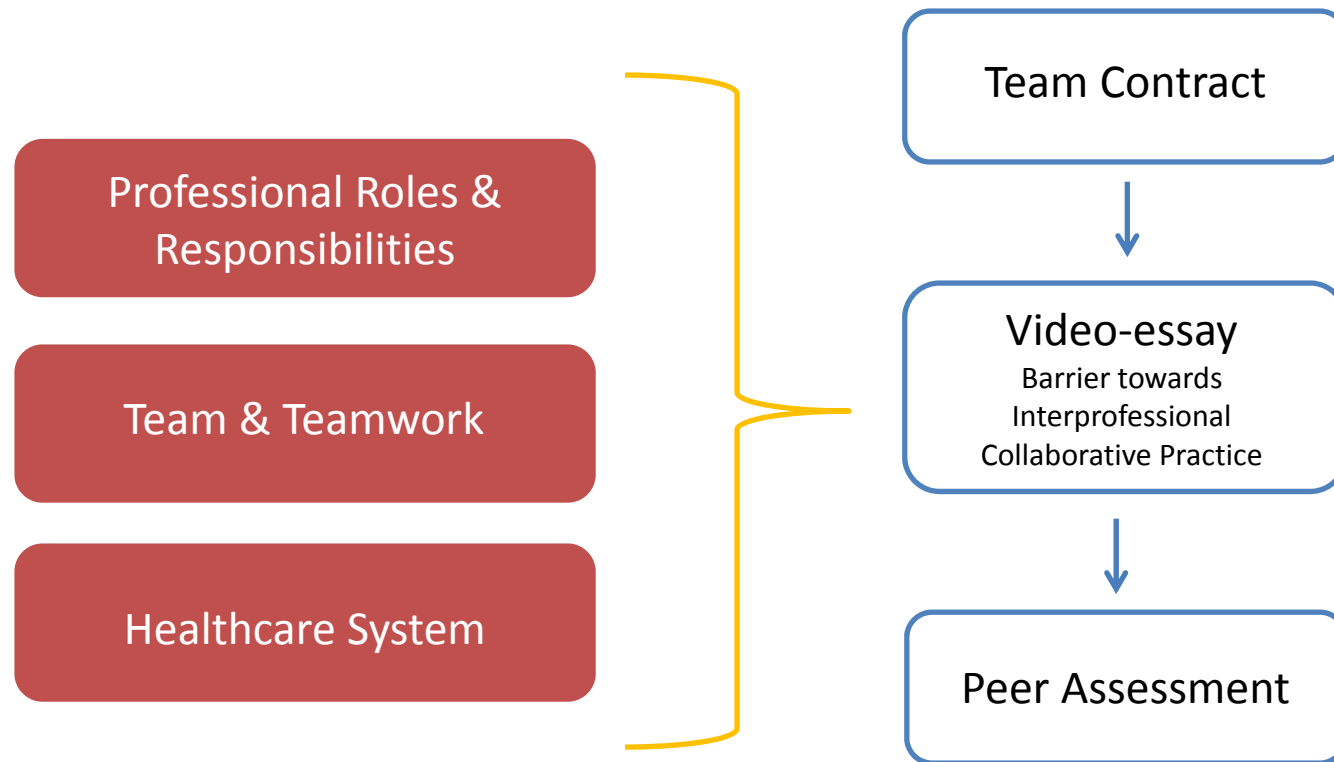 Professional Roles &
Responsibilities
Team & Teamwork
Healthcare System
Team Contract
Video-essay
Barrier towards
Interprofessional
Collaborative Practice
Peer Assessment